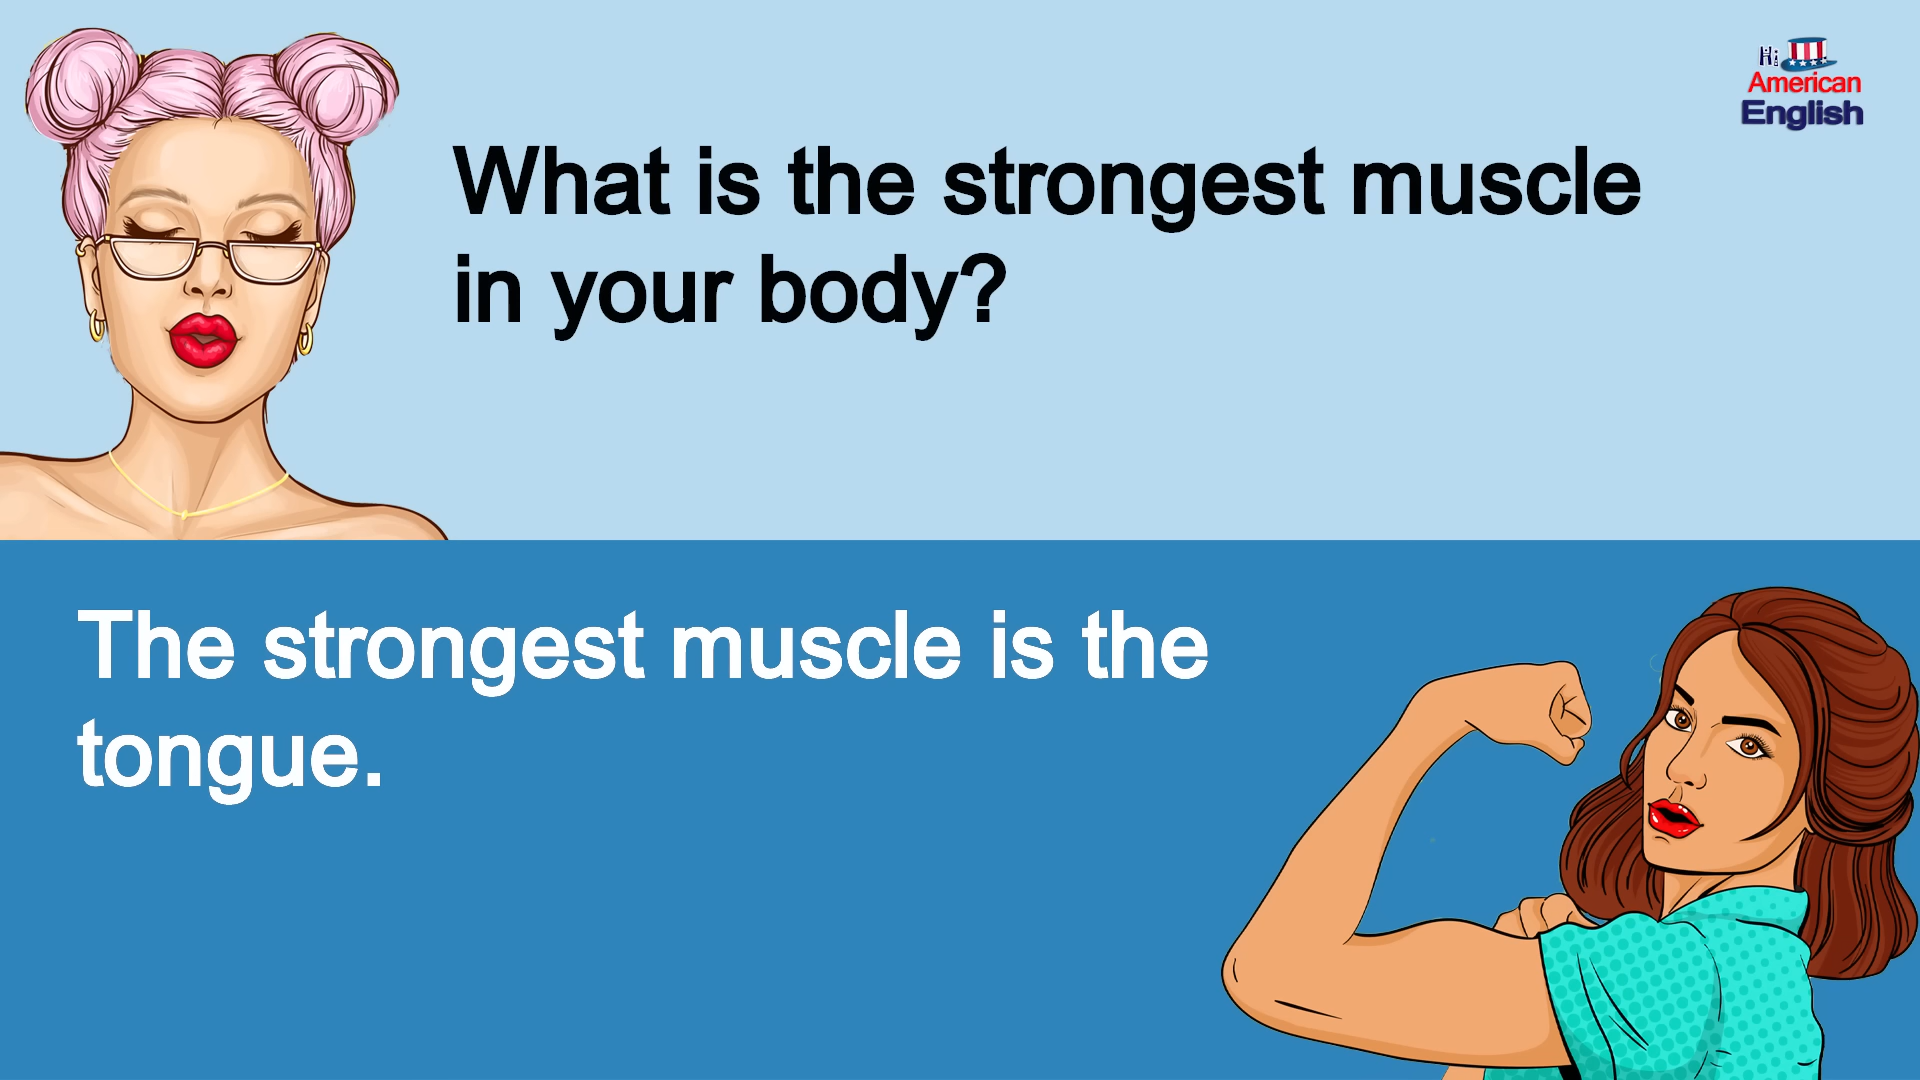 Hi
American
English
What is the strongest muscle
in your body?
The strongest muscle is the
tongue.